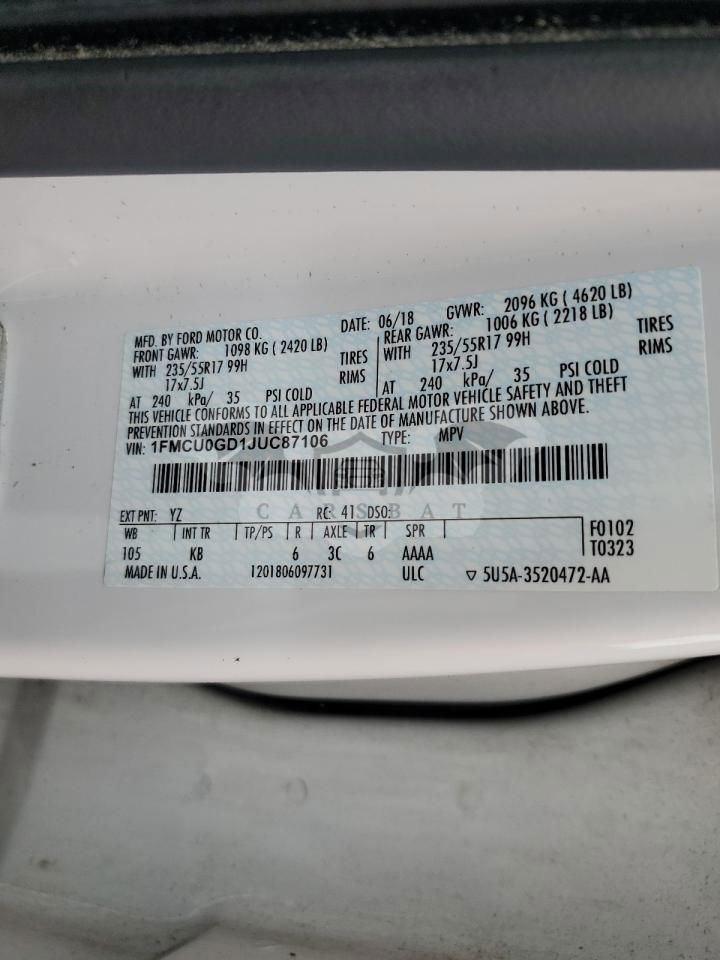 MFD. BY FORD MOTOR CO. DATE: 06/18 GVWR: 2096 KG ( 4620 LB)
FRONT GAWR: 1098 KG ( 2420 LB) REAR GAWR: 1006 KG ( 2218 LB)
WITH 235/55R17 99H TIRES WITH 235/55R17 99H TIRES
17x7.5J RIMS 17x7.5J RIMS
AT 240 kPa/ 35 PSI COLD AT 240 kPa/ 35 PSI COLD
THIS VEHICLE CONFORMS TO ALL APPLICABLE FEDERAL MOTOR VEHICLE SAFETY AND THEFT
PREVENTION STANDARDS IN EFFECT ON THE DATE OF MANUFACTURE SHOWN ABOVE.
VIN: 1FMCU0GD1JUC87106 TYPE: MPV
CARSBAT
EXT PNT: YZ RC: 41 DSO:
WB INT TR TP/PS R AXLE TR SPR F0102
105 KB 6 3C 6 AAAA T0323
MADE IN U.S.A. 1201806097731 ULC ▽ 5U5A-3520472-AA